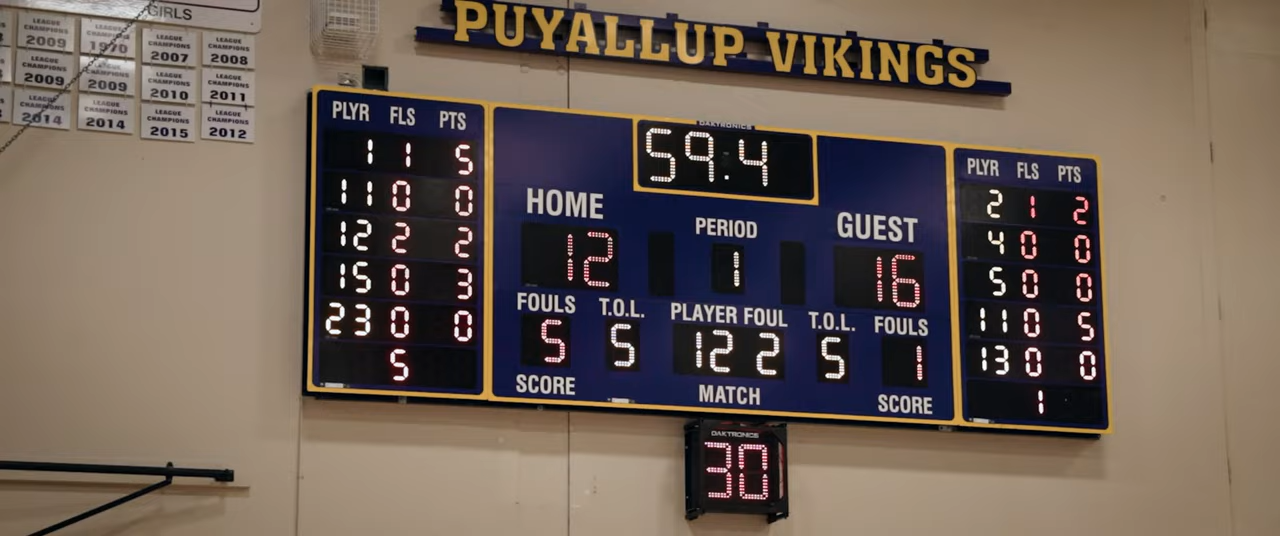 GIRLS
LEAGUE CHAMPIONS 2009
LEAGUE CHAMPIONS 1970
LEAGUE CHAMPIONS 2007
LEAGUE CHAMPIONS 2008
LEAGUE CHAMPIONS 2009
LEAGUE CHAMPIONS 2009
LEAGUE CHAMPIONS 2010
LEAGUE CHAMPIONS 2011
LEAGUE CHAMPIONS 2014
LEAGUE CHAMPIONS 2014
LEAGUE CHAMPIONS 2015
LEAGUE CHAMPIONS 2012
PUYALLUP VIKINGS
PLYR FLS PTS
11 1 5
11 0 0
12 2 2
15 0 3
23 0 0
5
DAKTRONICS
59.4
HOME PERIOD GUEST
12 1 16
FOULS T.O.L. PLAYER FOUL T.O.L. FOULS
5 5 12 2 5 1
SCORE MATCH SCORE
PLYR FLS PTS
2 1 2
4 0 0
5 0 0
11 0 5
13 0 0
1
DAKTRONICS
30